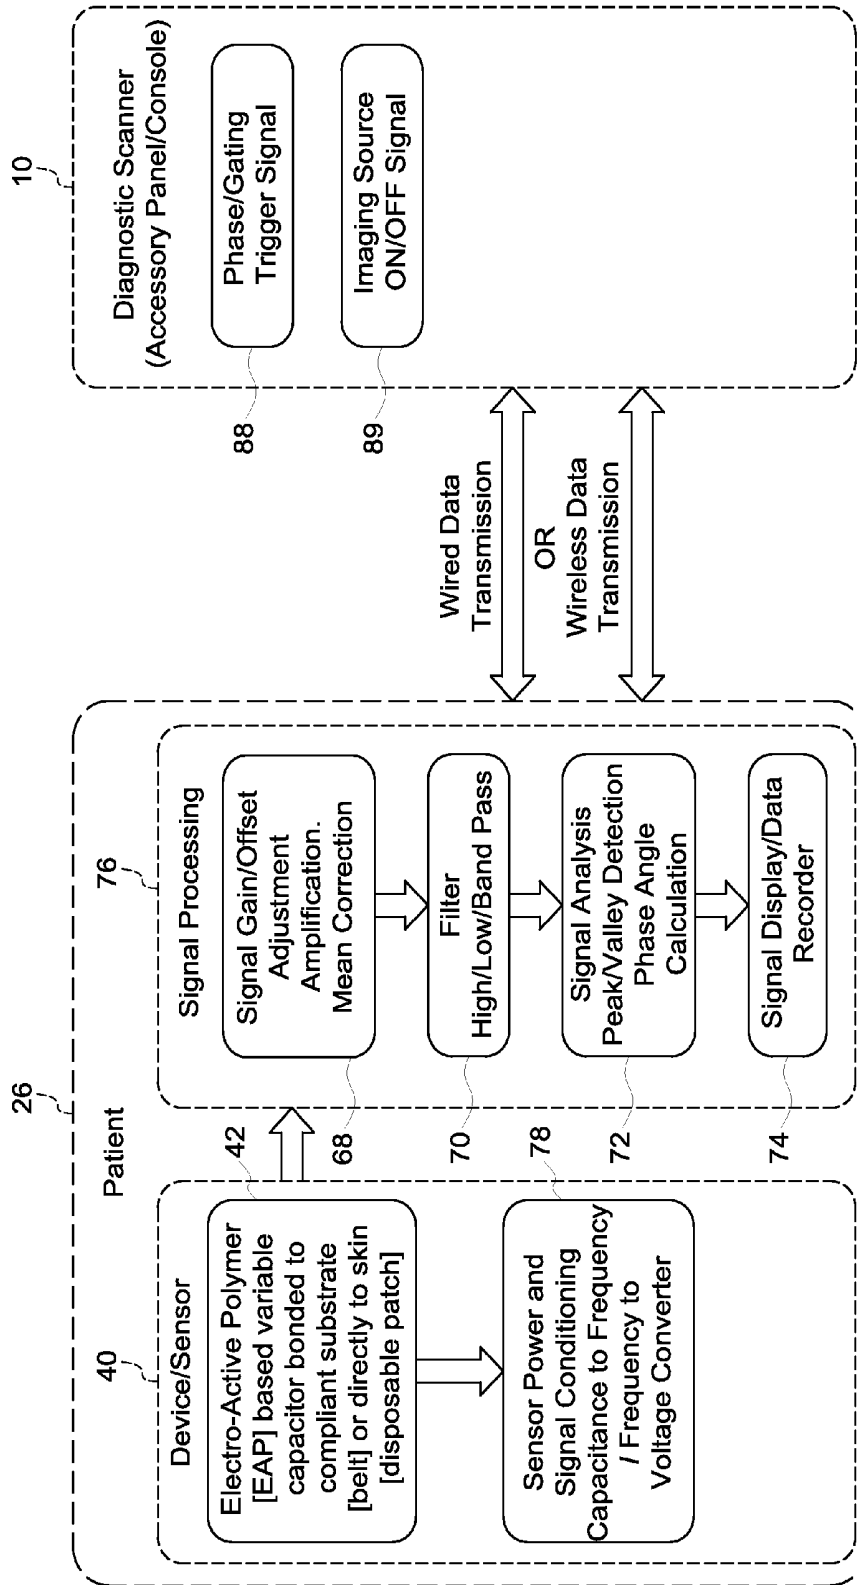 26
Patient
40
Device/Sensor
42
Electro-Active Polymer
[EAP] based variable
capacitor bonded to
compliant substrate
[belt] or directly to skin
[disposable patch]
78
Sensor Power and
Signal Conditioning
Capacitance to Frequency
/ Frequency to
Voltage Converter
76
Signal Processing
68
Signal Gain/Offset
Adjustment
Amplification.
Mean Correction
70
Filter
High/Low/Band Pass
72
Signal Analysis
Peak/Valley Detection
Phase Angle
Calculation
74
Signal Display/Data
Recorder
Wired Data
Transmission
OR
Wireless Data
Transmission
10
Diagnostic Scanner
(Accessory Panel/Console)
88
Phase/Gating
Trigger Signal
89
Imaging Source
ON/OFF Signal